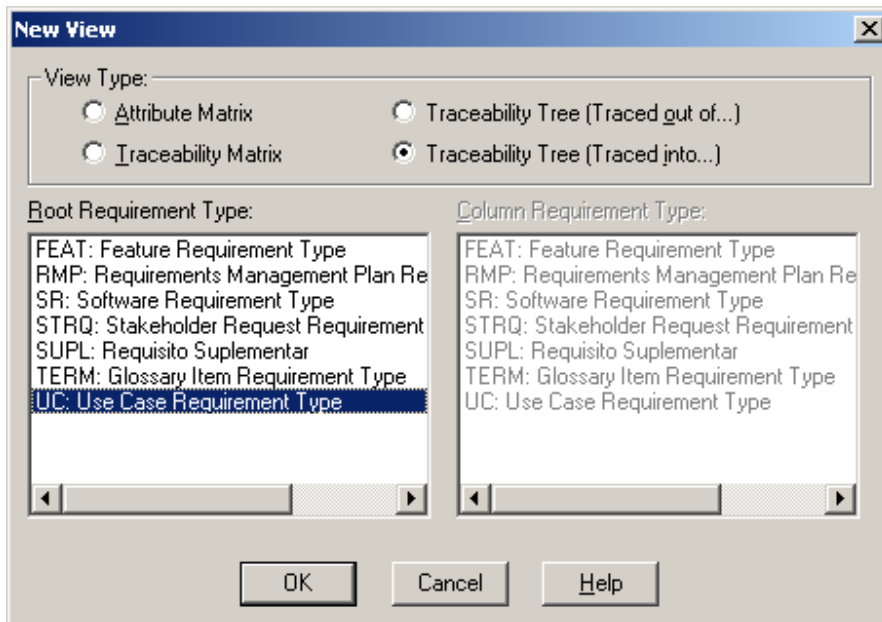 New View
View Type:
Attribute Matrix
Traceability Tree (Traced out of...)
Traceability Matrix
Traceability Tree (Traced into...)
Root Requirement Type:
FEAT: Feature Requirement Type
RMP: Requirements Management Plan Re
SR: Software Requirement Type
STRQ: Stakeholder Request Requirement
SUPL: Requisito Suplementar
TERM: Glossary Item Requirement Type
UC: Use Case Requirement Type
Column Requirement Type:
FEAT: Feature Requirement Type
RMP: Requirements Management Plan Re
SR: Software Requirement Type
STRQ: Stakeholder Request Requirement
SUPL: Requisito Suplementar
TERM: Glossary Item Requirement Type
UC: Use Case Requirement Type
OK
Cancel
Help